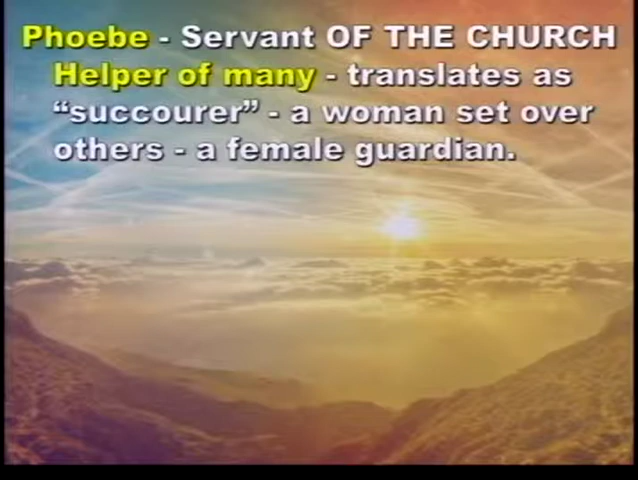 Phoebe - Servant OF THE CHURCH
Helper of many - translates as
“succourer” - a woman set over
others - a female guardian.